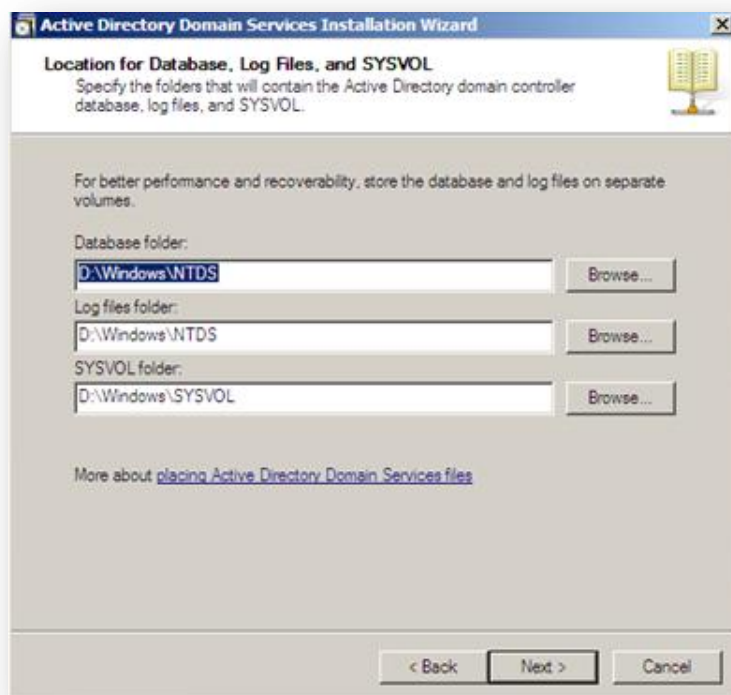 Active Directory Domain Services Installation Wizard
Location for Database, Log Files, and SYSVOL
Specify the folders that will contain the Active Directory domain controller
database, log files, and SYSVOL.
For better performance and recoverability, store the database and log files on separate
volumes.
Database folder:
D:\Windows\NTDS
Browse...
Log files folder:
D:\Windows\NTDS
Browse...
SYSVOL folder:
D:\Windows\SYSVOL
Browse...
More about placing Active Directory Domain Services files
< Back Next > Cancel